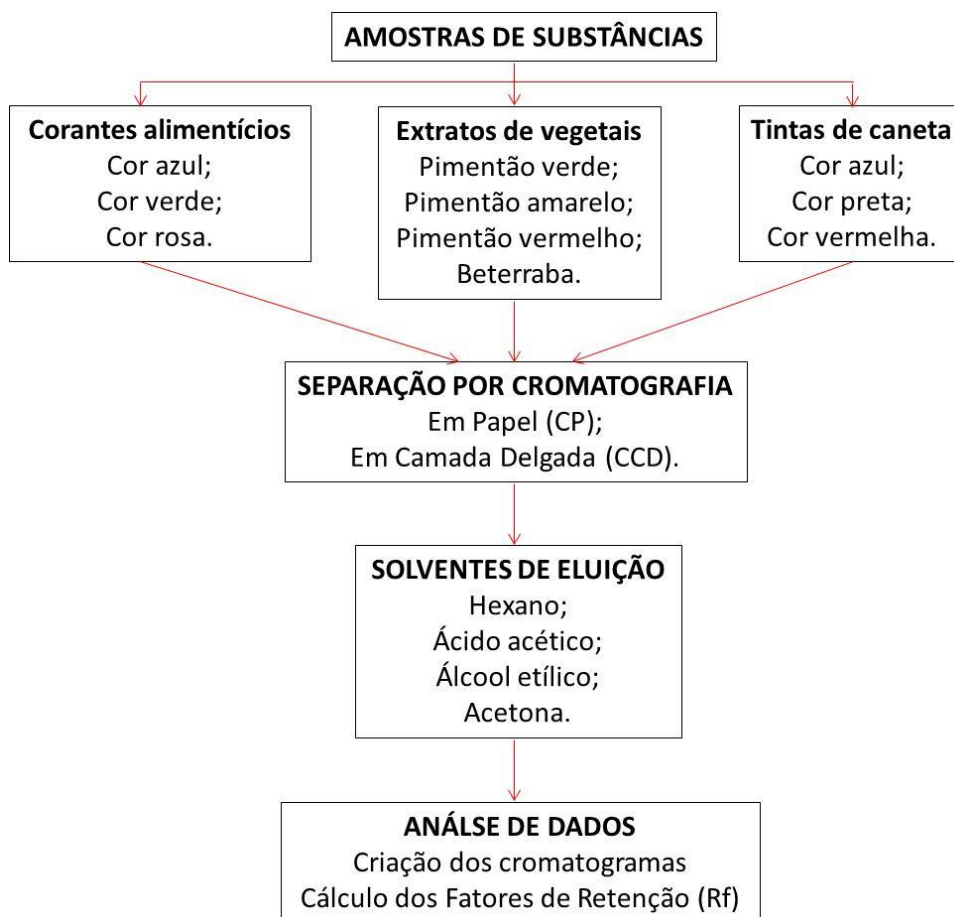 AMOSTRAS DE SUBSTÂNCIAS
Corantes alimentícios
Cor azul;
Cor verde;
Cor rosa.
Extratos de vegetais
Pimentão verde;
Pimentão amarelo;
Pimentão vermelho;
Beterraba.
Tintas de caneta
Cor azul;
Cor preta;
Cor vermelha.
SEPARAÇÃO POR CROMATOGRAFIA
Em Papel (CP);
Em Camada Delgada (CCD).
SOLVENTES DE ELUIÇÃO
Hexano;
Ácido acético;
Álcool etílico;
Acetona.
ANÁLSE DE DADOS
Criação dos cromatogramas
Cálculo dos Fatores de Retenção (Rf)